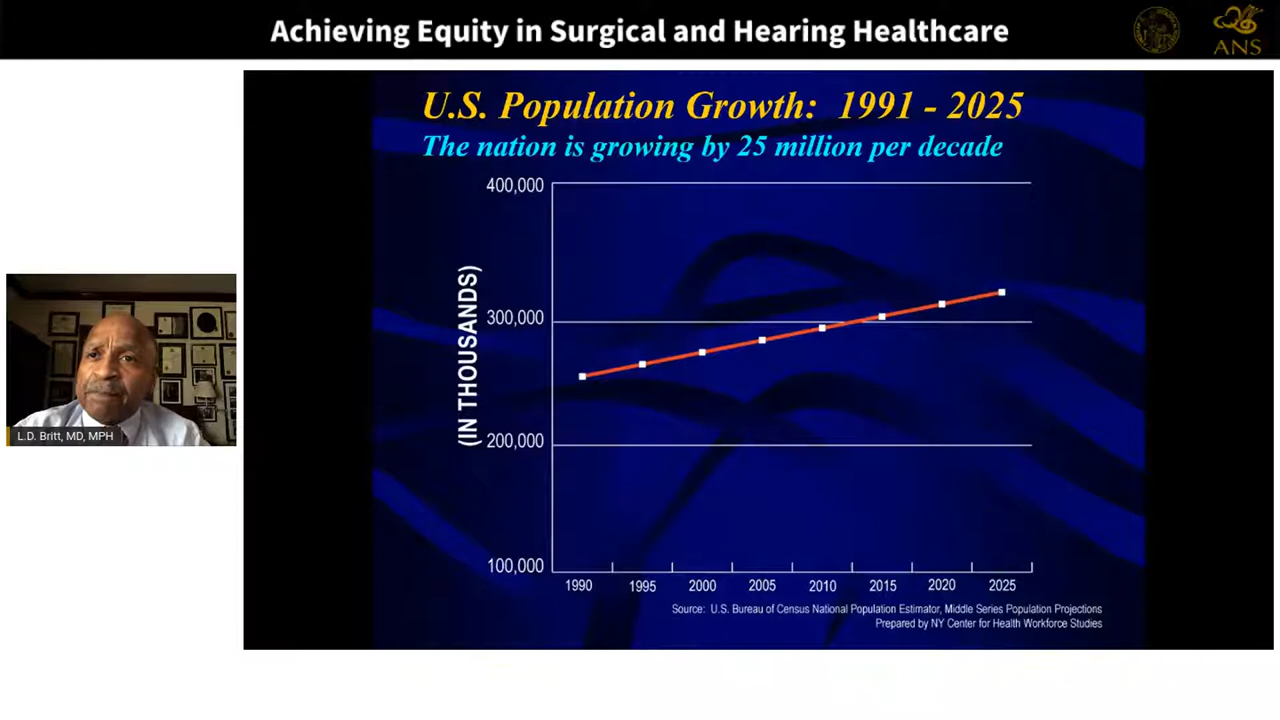 Achieving Equity in Surgical and Hearing Healthcare
ANS
U.S. Population Growth: 1991 - 2025
The nation is growing by 25 million per decade
(IN THOUSANDS)
400,000
300,000
200,000
100,000
1990 1995 2000 2005 2010 2015 2020 2025
Source: U.S. Bureau of Census National Population Estimator, Middle Series Population Projections
Prepared by NY Center for Health Workforce Studies
L.D. Britt, MD, MPH